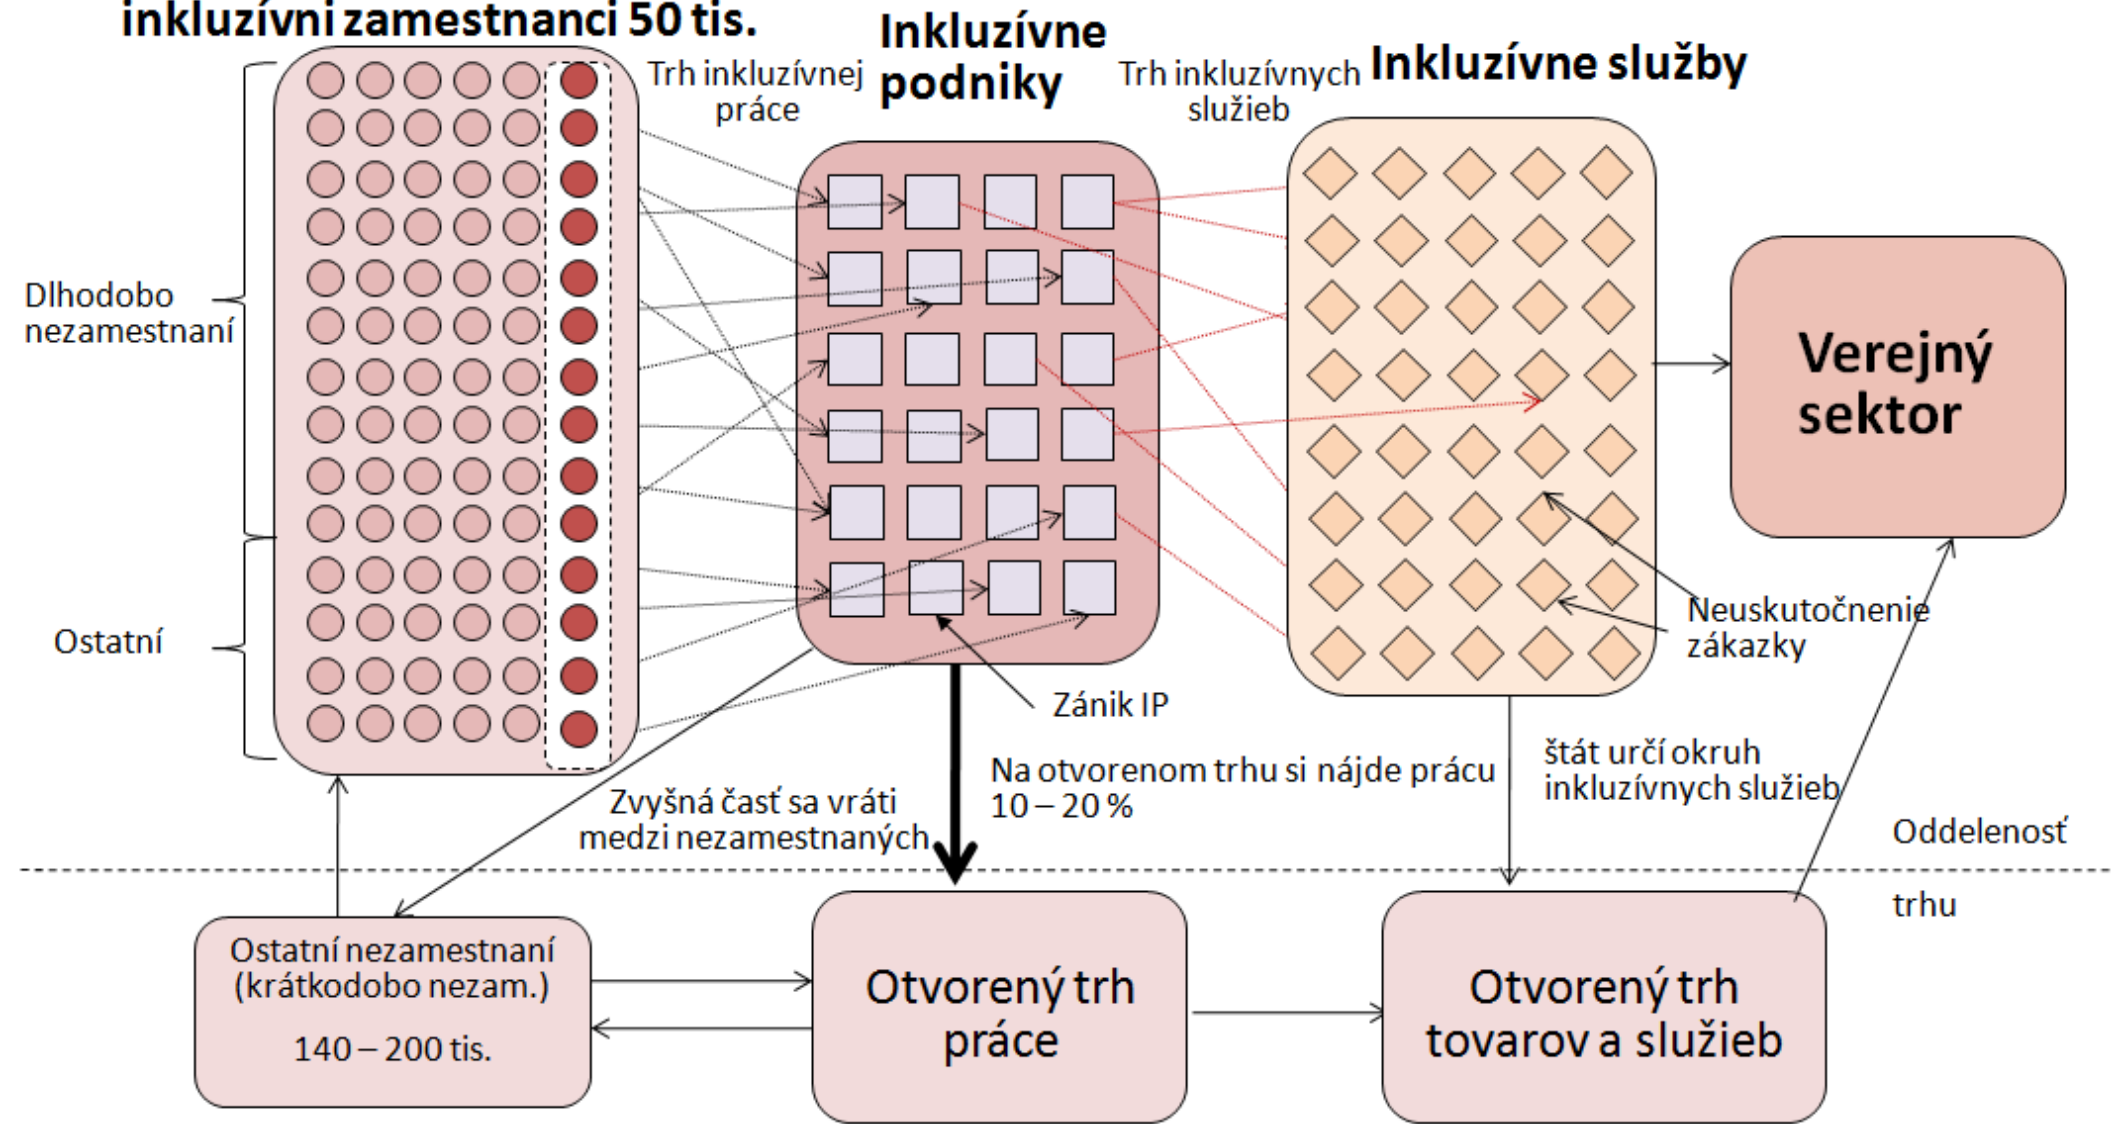 inkluzívni zamestnanci 50 tis.
Inkluzívne
podniky
Trh inkluzívnej
práce
Trh inkluzívnych
služieb
Inkluzívne služby
Dlhodobo
nezamestnaní
Ostatní
Verejný
sektor
Neuskutočnenie
zákazky
Zánik IP
Na otvorenom trhu si nájde prácu
10 – 20 %
Zvyšná časť sa vráti
medzi nezamestnaných
štát určí okruh
inkluzívnych služieb
Oddelenosť
trhu
Ostatní nezamestnaní
(krátkodobo nezam.)
140 – 200 tis.
Otvorený trh
práce
Otvorený trh
tovarov a služieb